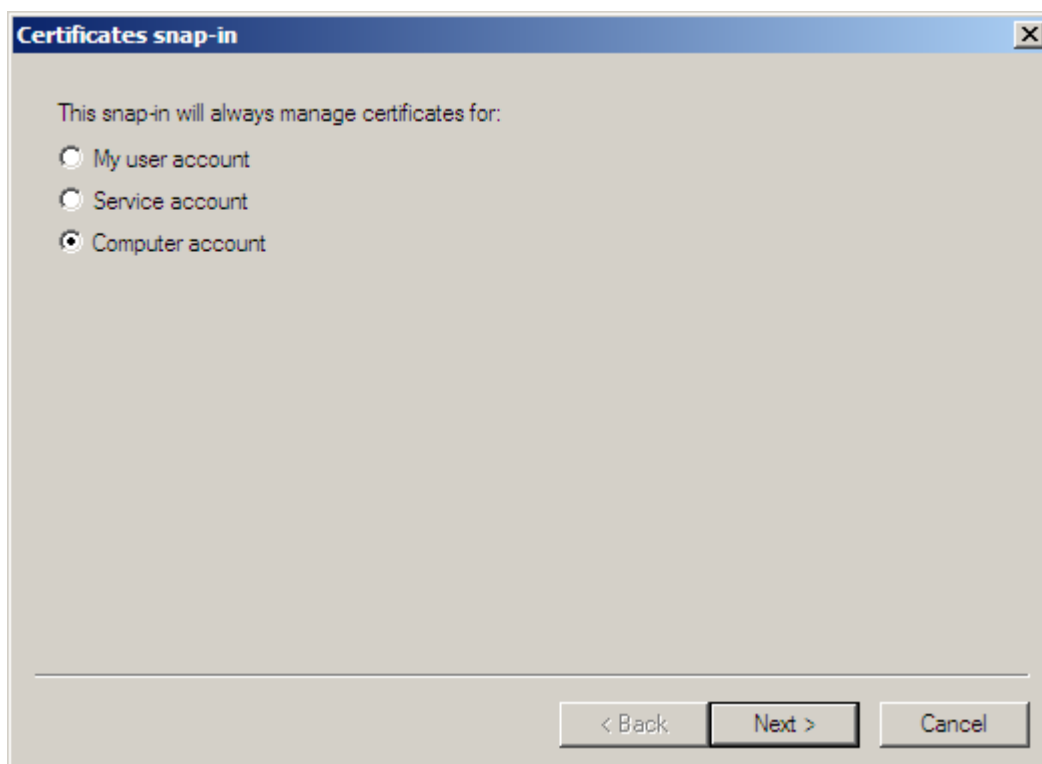 Certificates snap-in
This snap-in will always manage certificates for:
My user account
Service account
Computer account
< Back
Next >
Cancel